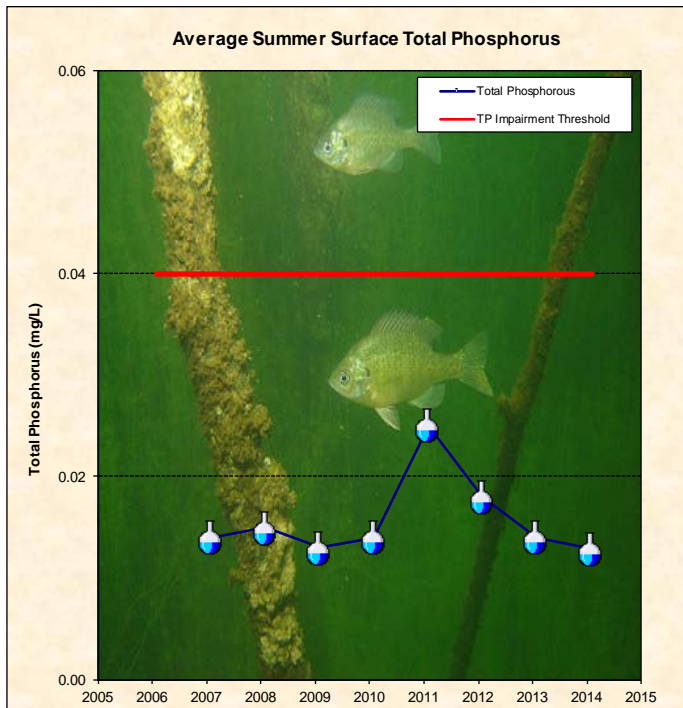 Average Summer Surface Total Phosphorus
Total Phosphorous
TP Impairment Threshold
Total Phosphorus (mg/L)
0.06
0.04
0.02
0.00
2005 2006 2007 2008 2009 2010 2011 2012 2013 2014 2015